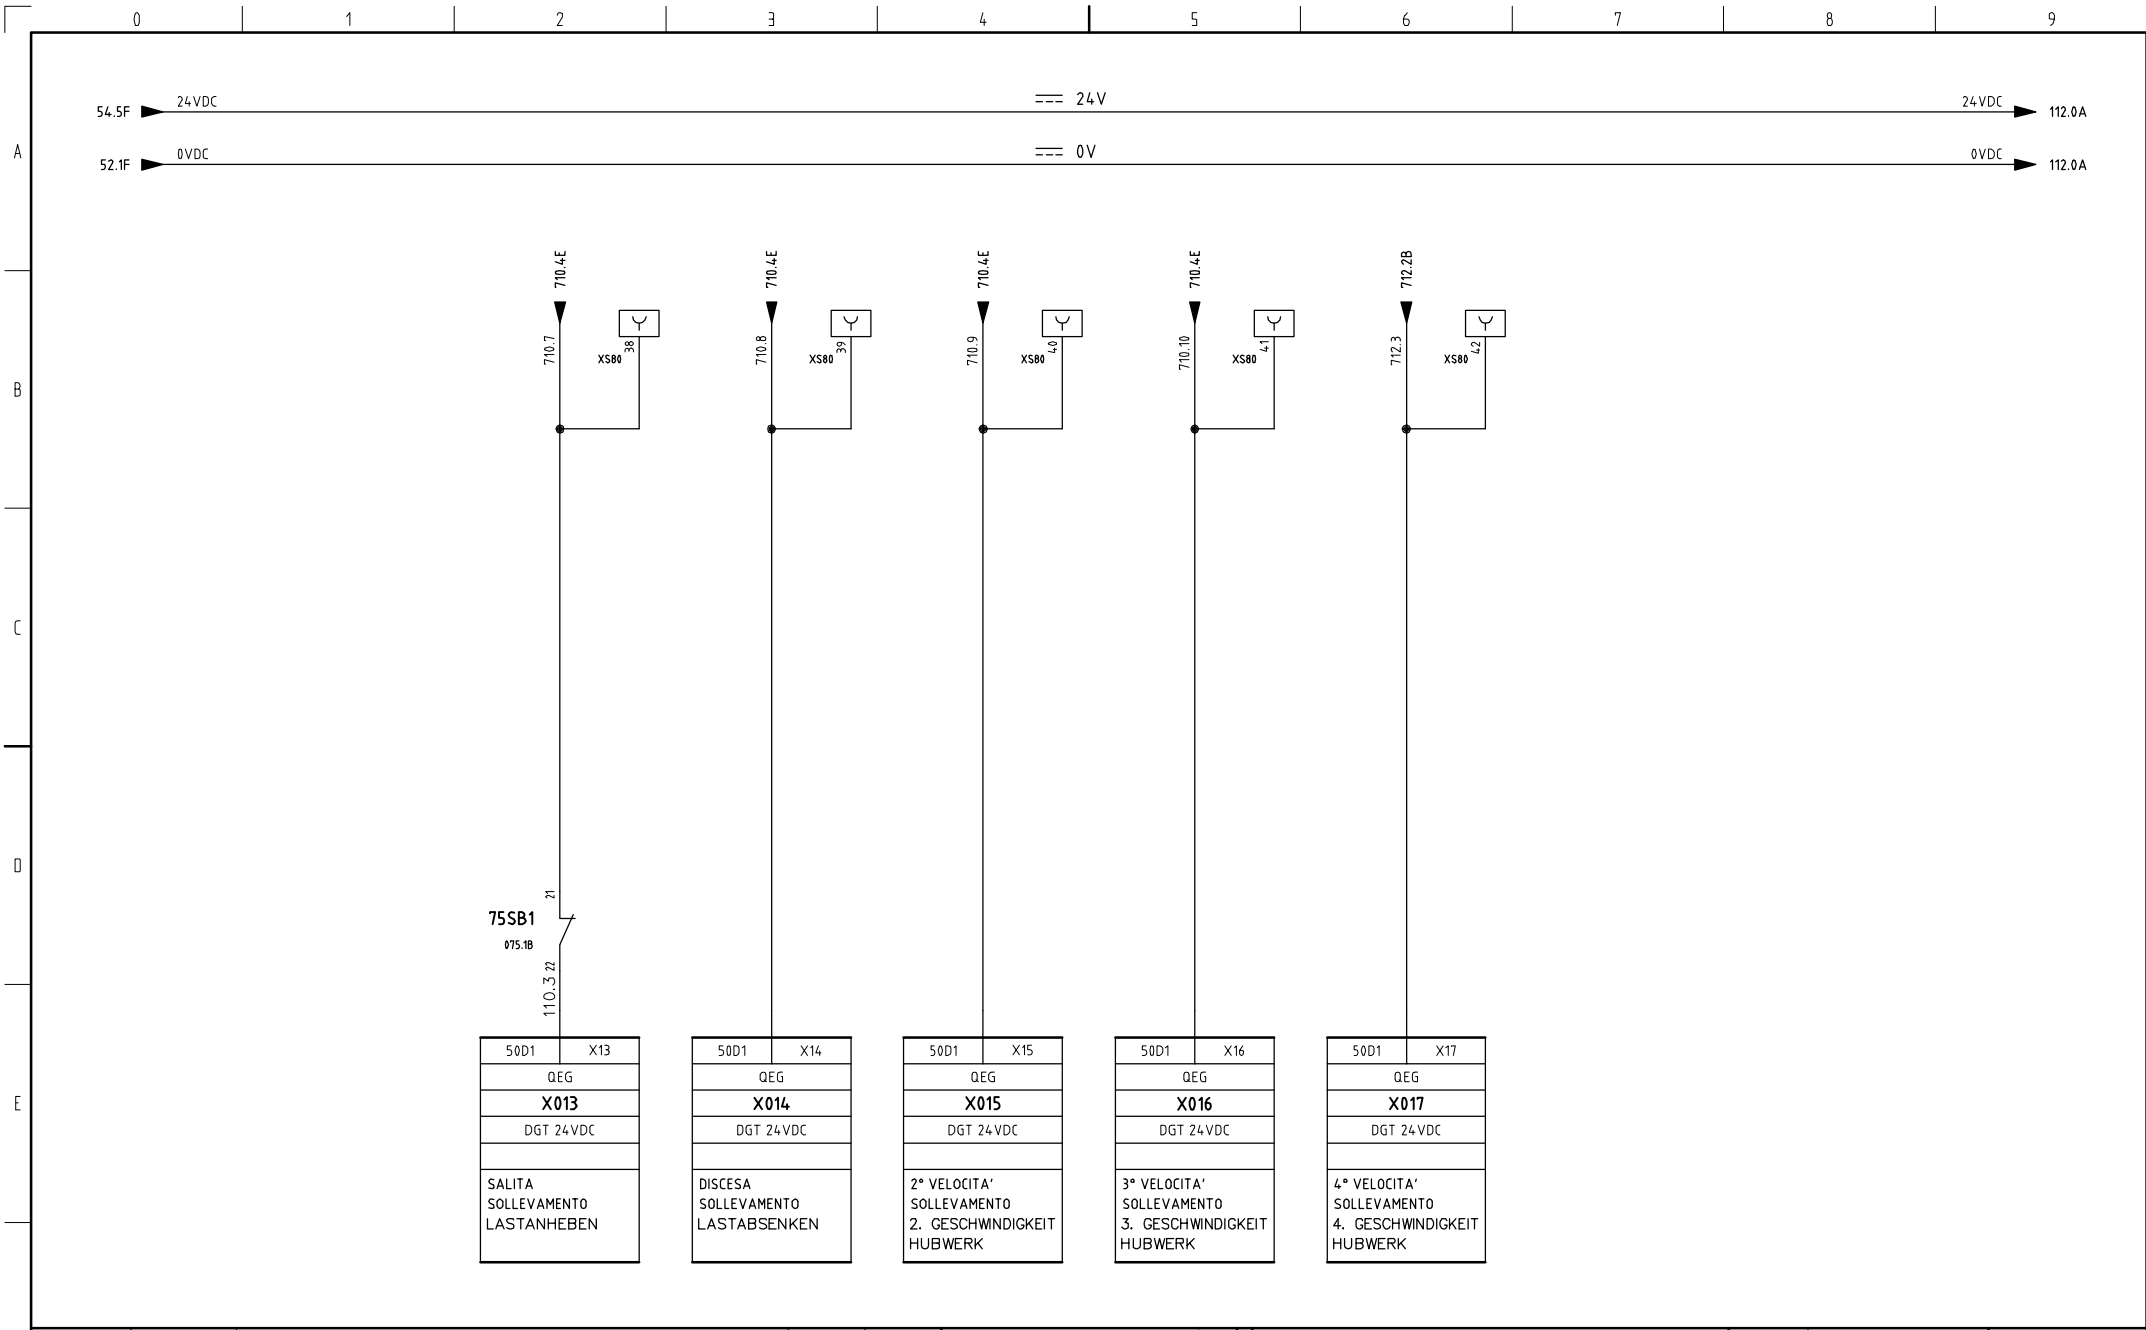 0 1 2 3 4 5 6 7 8 9
24VDC 24V 24VDC
54.5F 112.0A
A
0VDC 0V 0VDC
52.1F 112.0A
710.4E 710.4E 710.4E 710.4E 712.2B
710.7 XS80 38 710.8 XS80 39 710.9 XS80 40 710.10 XS80 41 712.3 XS80 42
B
C
D
21
75SB1
075.1B
22
110.3
50D1 X13 50D1 X14 50D1 X15 50D1 X16 50D1 X17
QEG QEG QEG QEG QEG
E
X013 X014 X015 X016 X017
DGT 24VDC DGT 24VDC DGT 24VDC DGT 24VDC DGT 24VDC
SALITA
SOLLEVAMENTO
LASTANHEBEN
DISCESA
SOLLEVAMENTO
LASTABSENKEN
2° VELOCITA'
SOLLEVAMENTO
2. GESCHWINDIGKEIT
HUBWERK
3° VELOCITA'
SOLLEVAMENTO
3. GESCHWINDIGKEIT
HUBWERK
4° VELOCITA'
SOLLEVAMENTO
4. GESCHWINDIGKEIT
HUBWERK